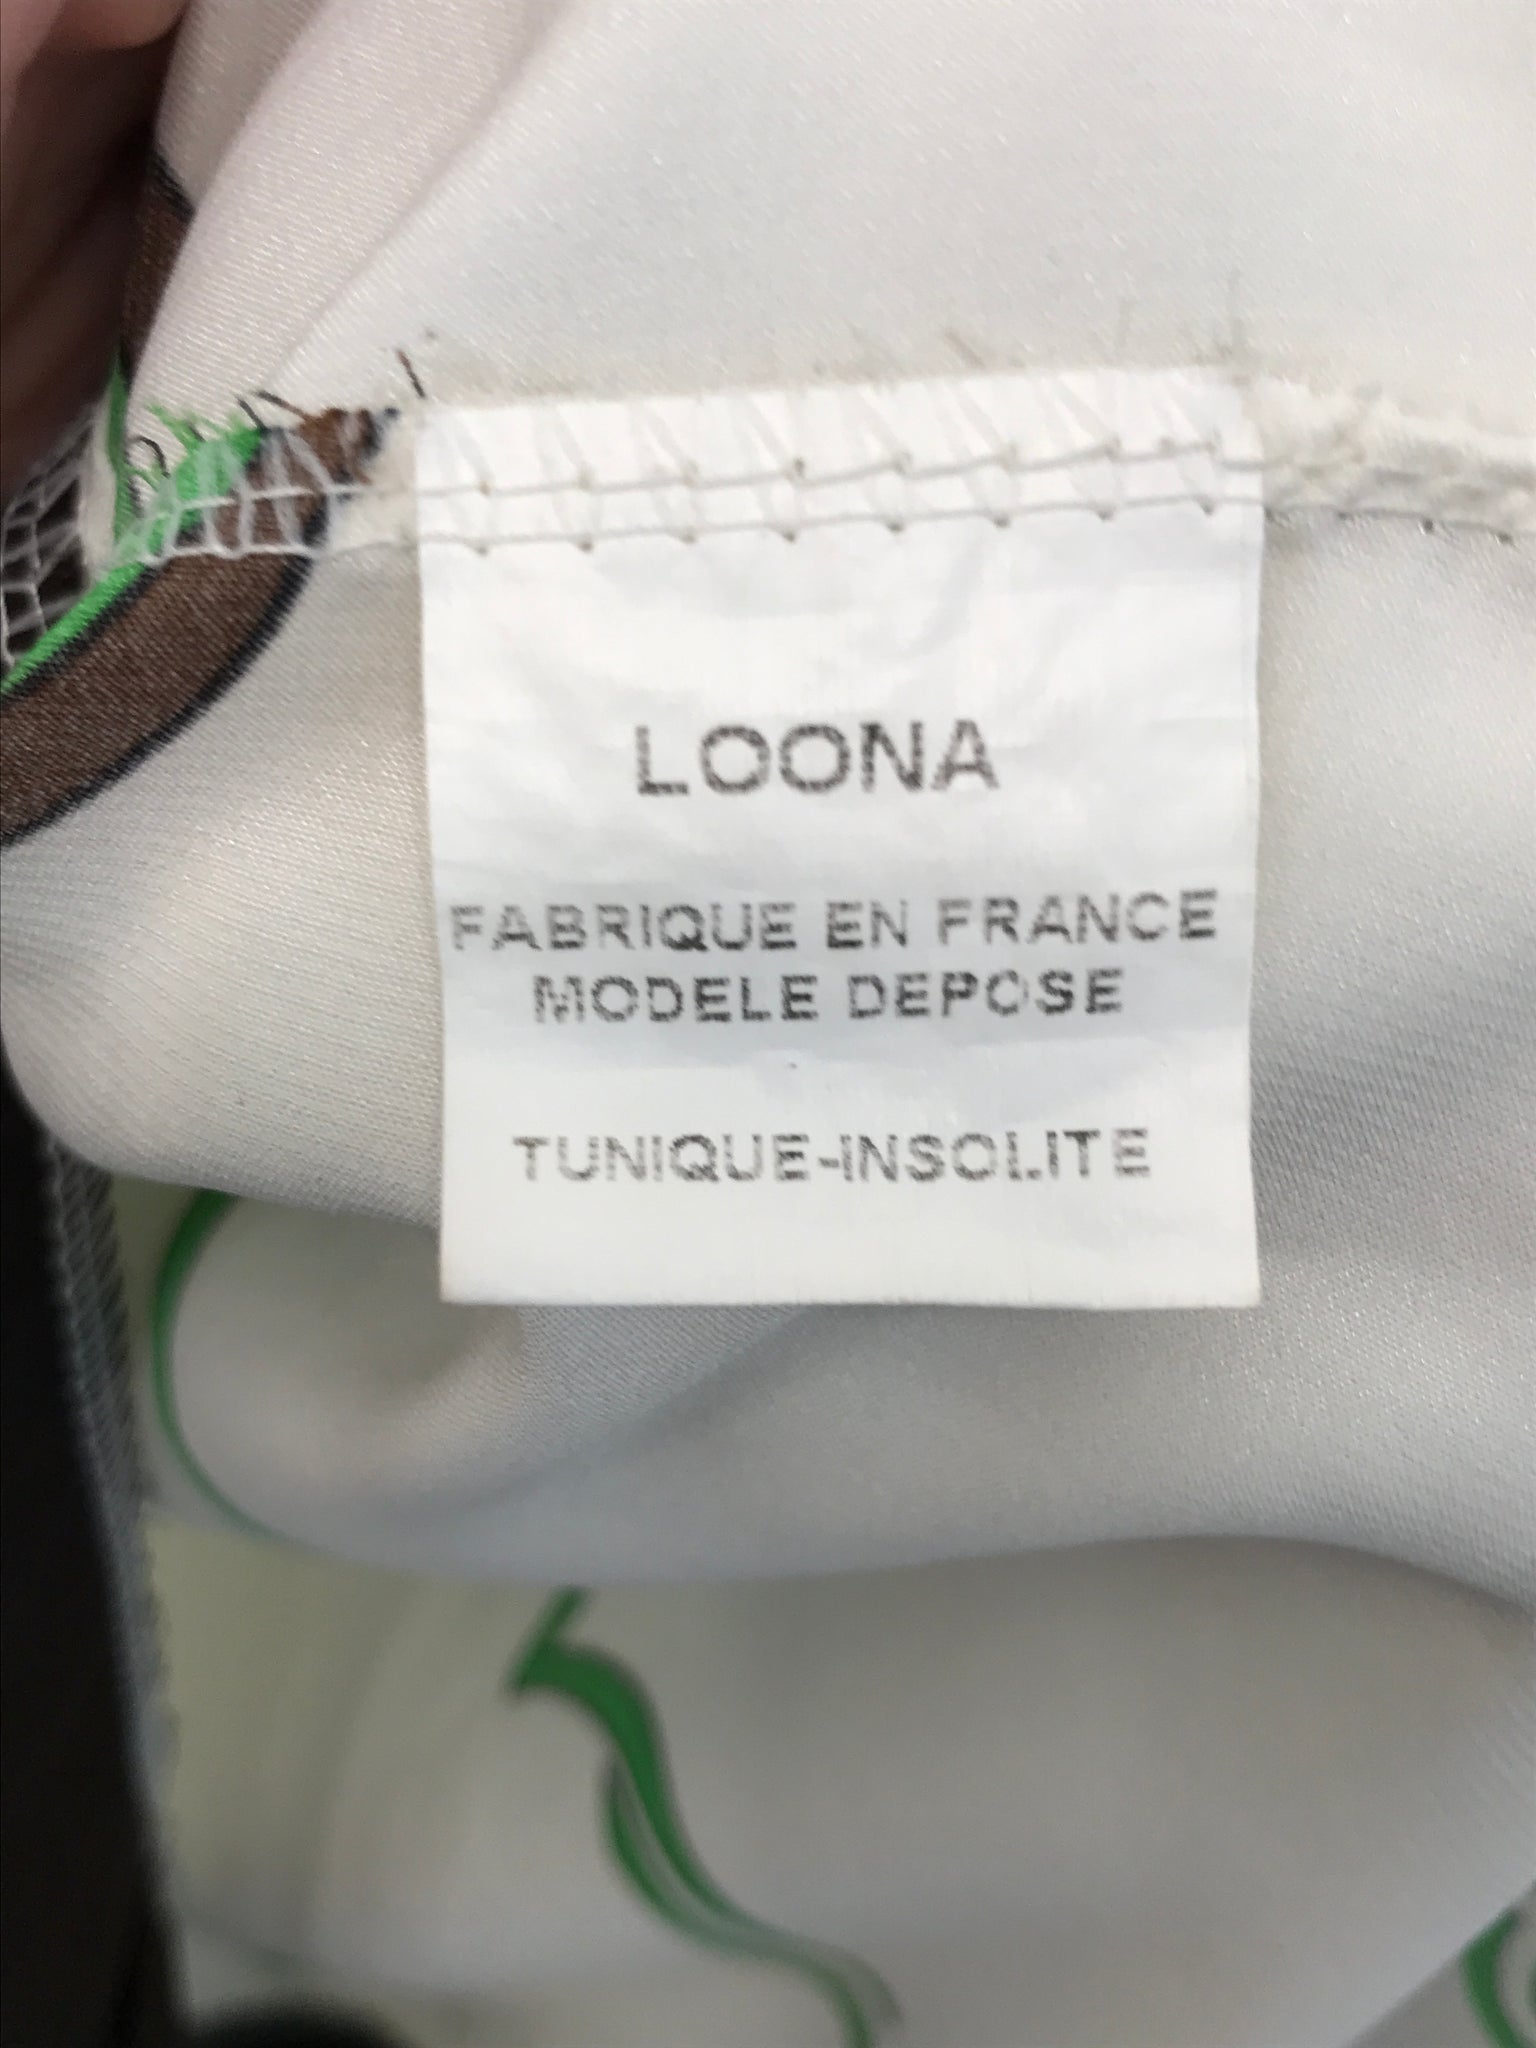 LOONA
FABRIQUE EN FRANCE
MODELE DEPOSE
TUNIQUE-INSOLITE